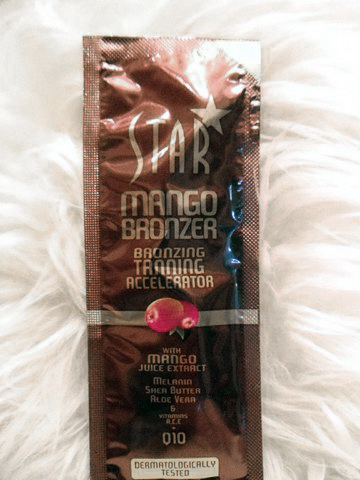 STAR
MANGO
BRONZER
BRONZING
TANNING
ACCELERATOR
WITH
MANGO
JUICE EXTRACT
MELANIN
SHEA BUTTER
ALOE VERA
&
VITAMINS
A,C,E
+
Q10
DERMATOLOGICALLY
TESTED